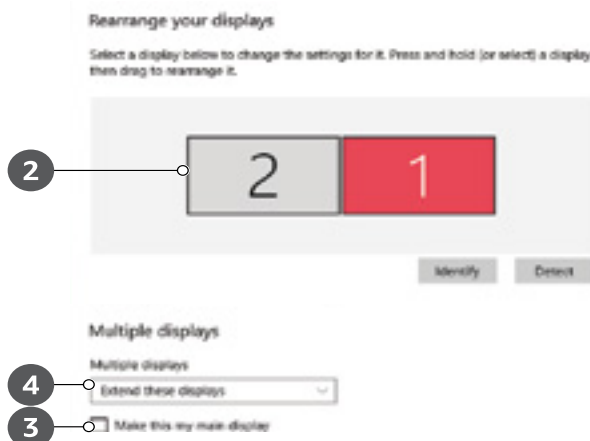 Rearrange your displays
Select a display below to change the settings for it. Press and hold (or select) a display,
then drag to rearrange it.
2
2 1
Identify Detect
Multiple displays
Multiple displays
4
Extend these displays
3
Make this my main display